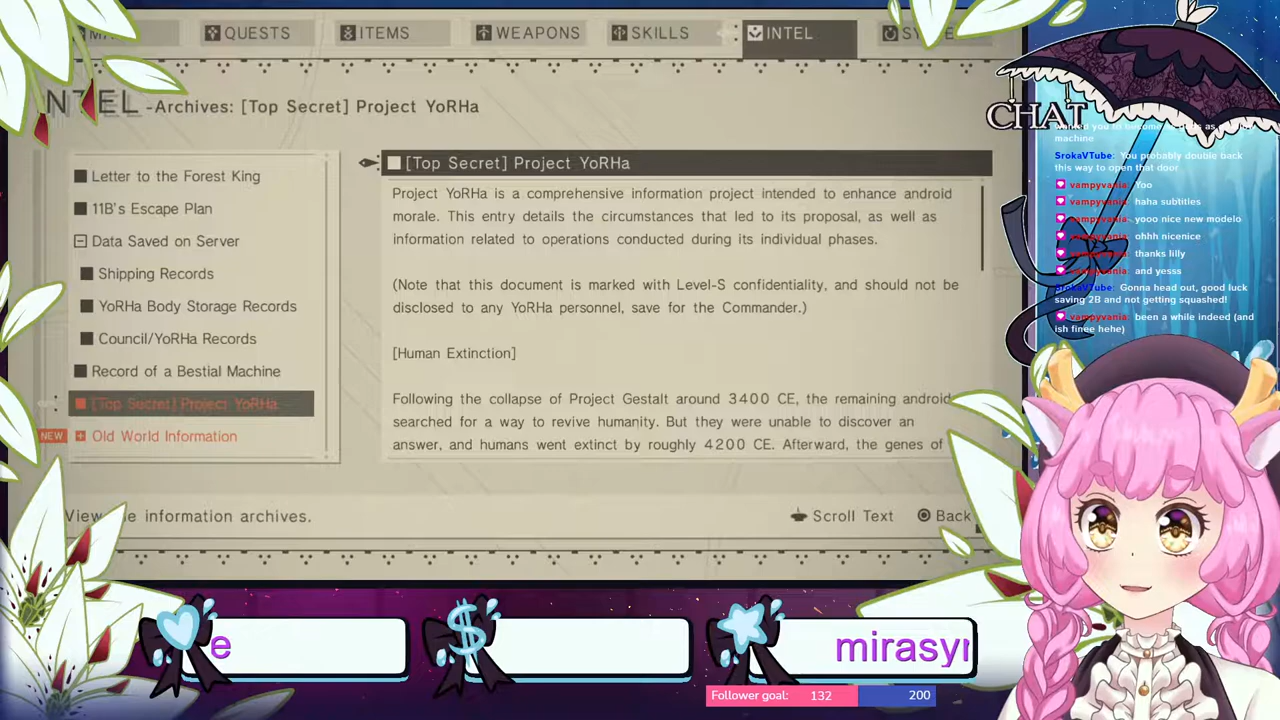 QUESTS
ITEMS
WEAPONS
SKILLS
INTEL
-Archives: [Top Secret] Project YoRHa
Letter to the Forest King
11B's Escape Plan
Data Saved on Server
Shipping Records
YoRHa Body Storage Records
Council/YoRHa Records
Record of a Bestial Machine
[Top Secret] Project YoRHa
NEW
Old World Information
[Top Secret] Project YoRHa
Project YoRHa is a comprehensive information project intended to enhance android
morale. This entry details the circumstances that led to its proposal, as well as
information related to operations conducted during its individual phases.
(Note that this document is marked with Level-S confidentiality, and should not be
disclosed to any YoRHa personnel, save for the Commander.)
[Human Extinction]
Following the collapse of Project Gestalt around 3400 CE, the remaining android
searched for a way to revive humanity. But they were unable to discover an
answer, and humans went extinct by roughly 4200 CE. Afterward, the genes of
information archives.
Scroll Text
Back
CHAT
machine
SrokaVTube: You probably double back
this way to open that door
vampyvania: Yoo
vampyvania: haha subtitles
vampyvania: yooo nice new modelo
vampyvania: ohhh nicenice
vampyvania: thanks lilly
vampyvania: and yesss
SrokaVTube: Gonna head out, good luck
saving 2B and not getting squashed!
vampyvania: been a while indeed (and
ish finee hehe)
e
$
mirasy
Follower goal: 132 200